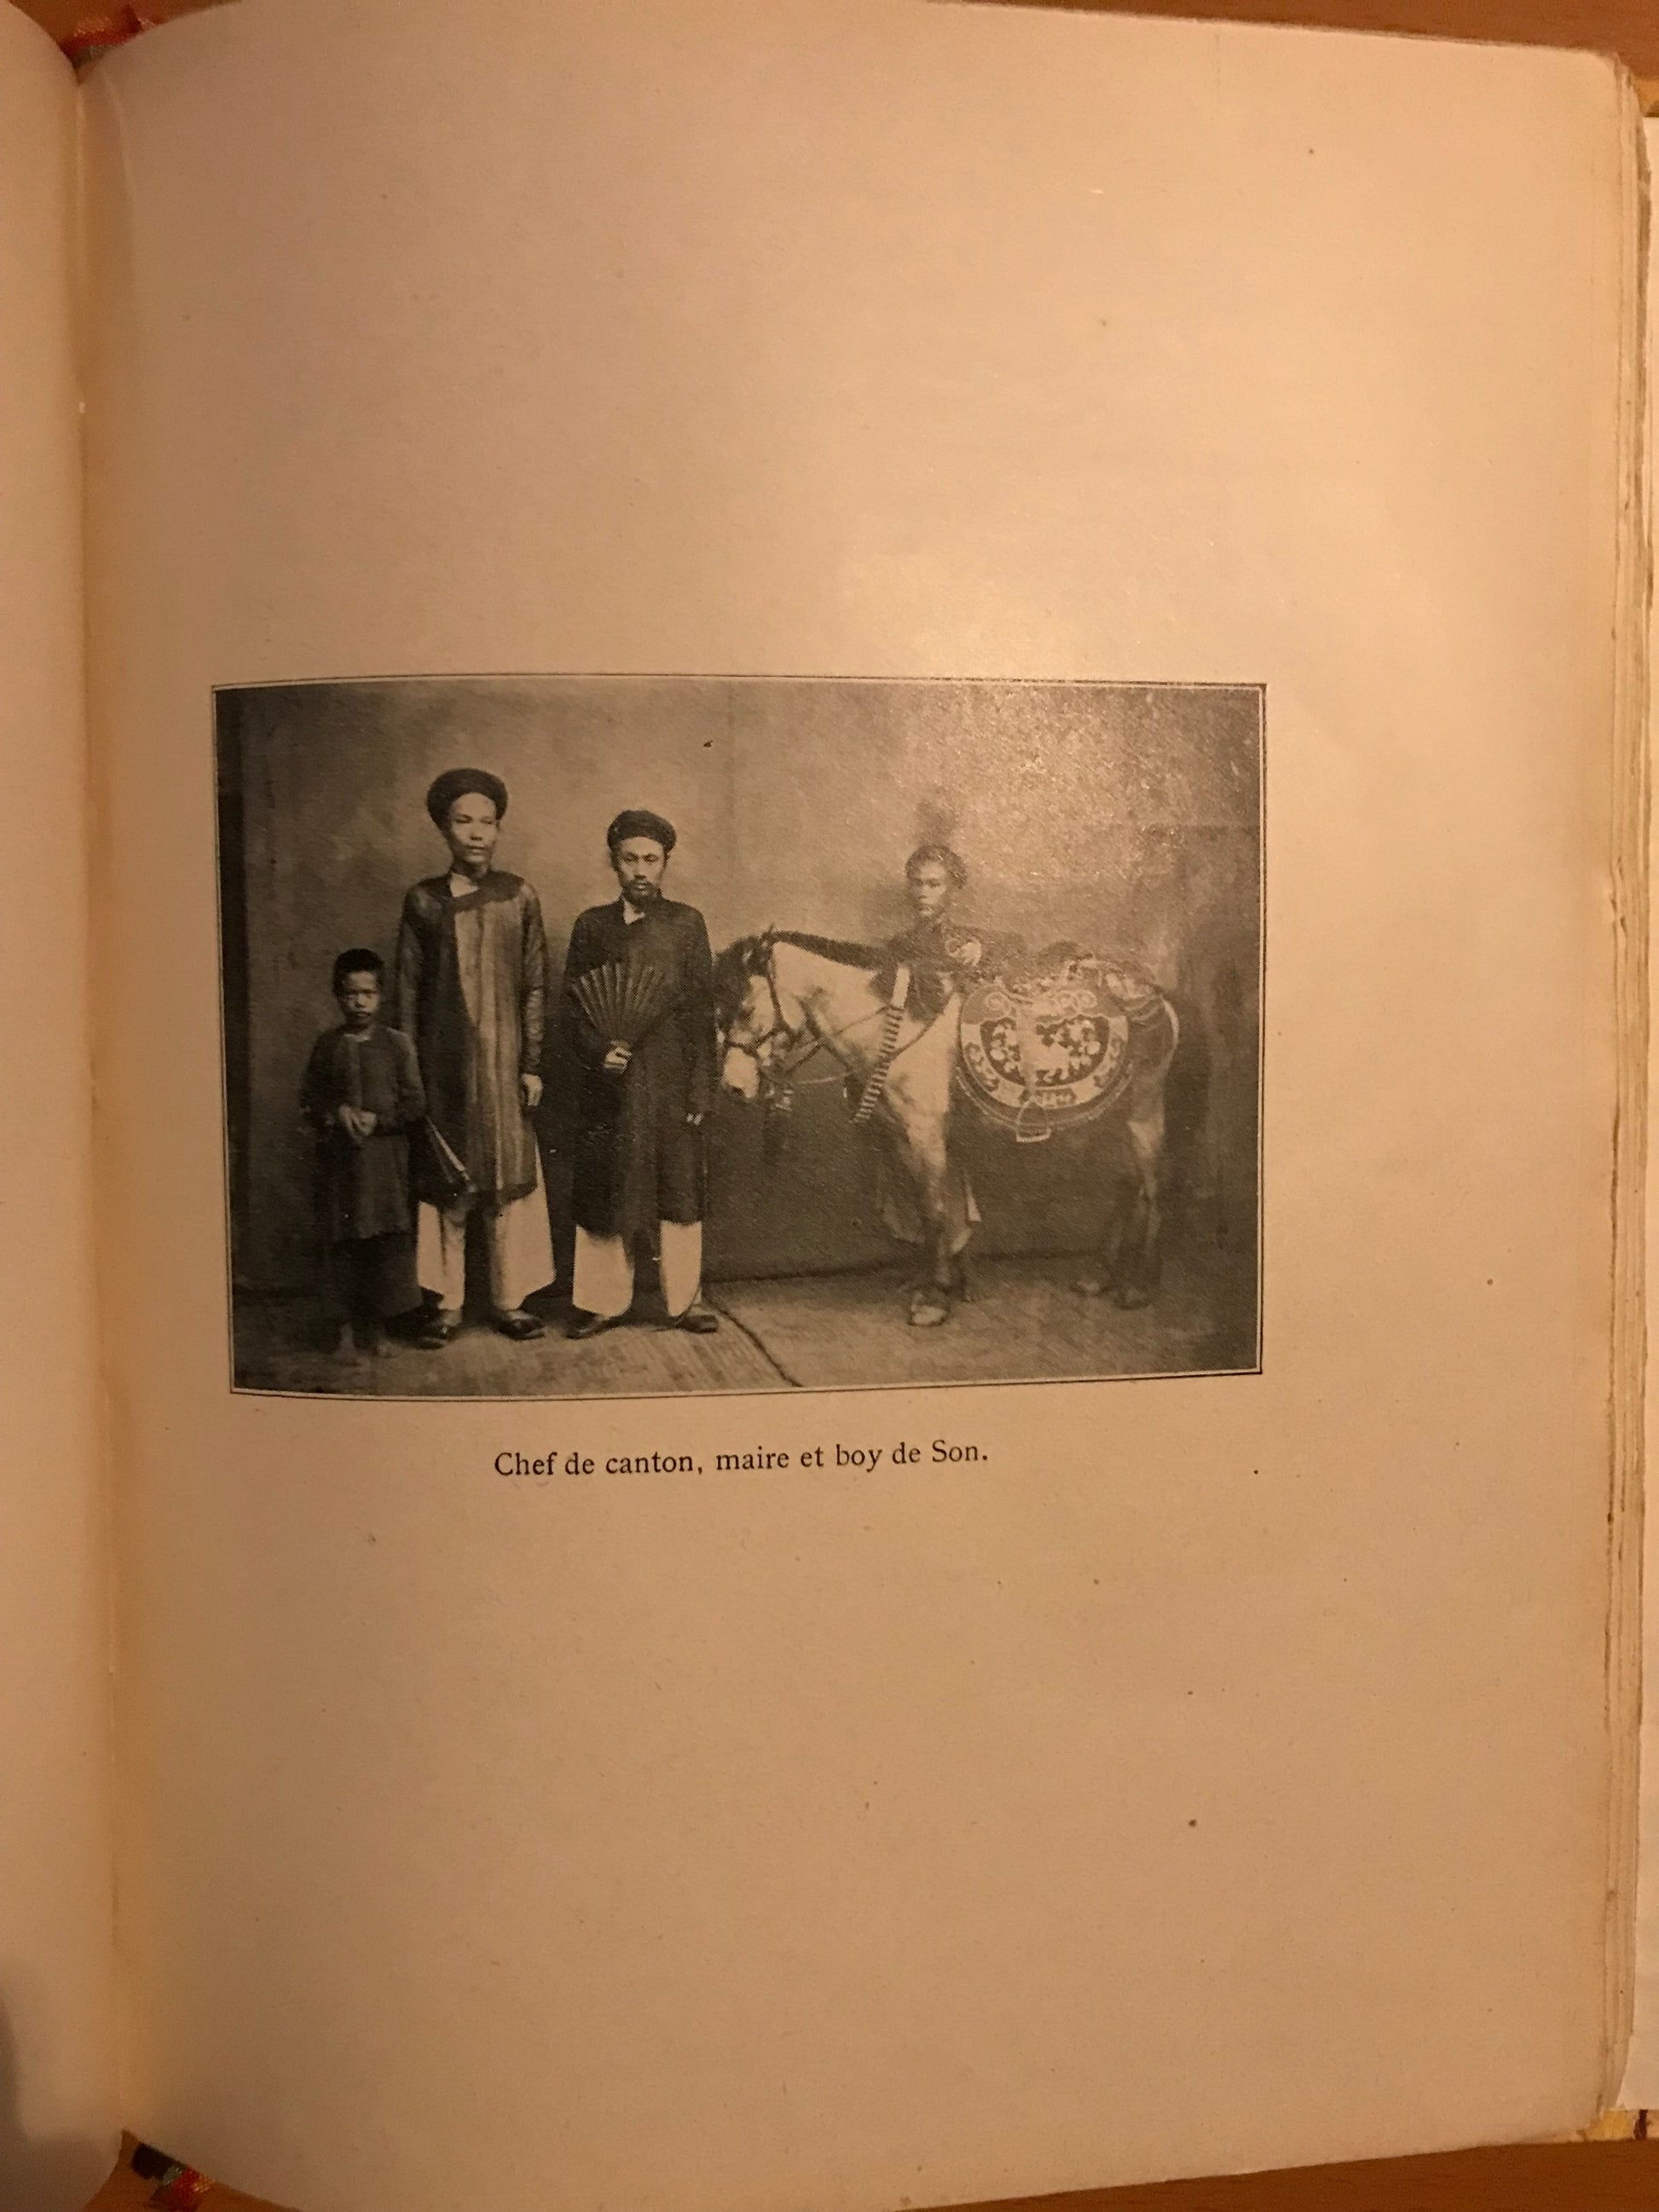 Chef de canton, maire et boy de Son.